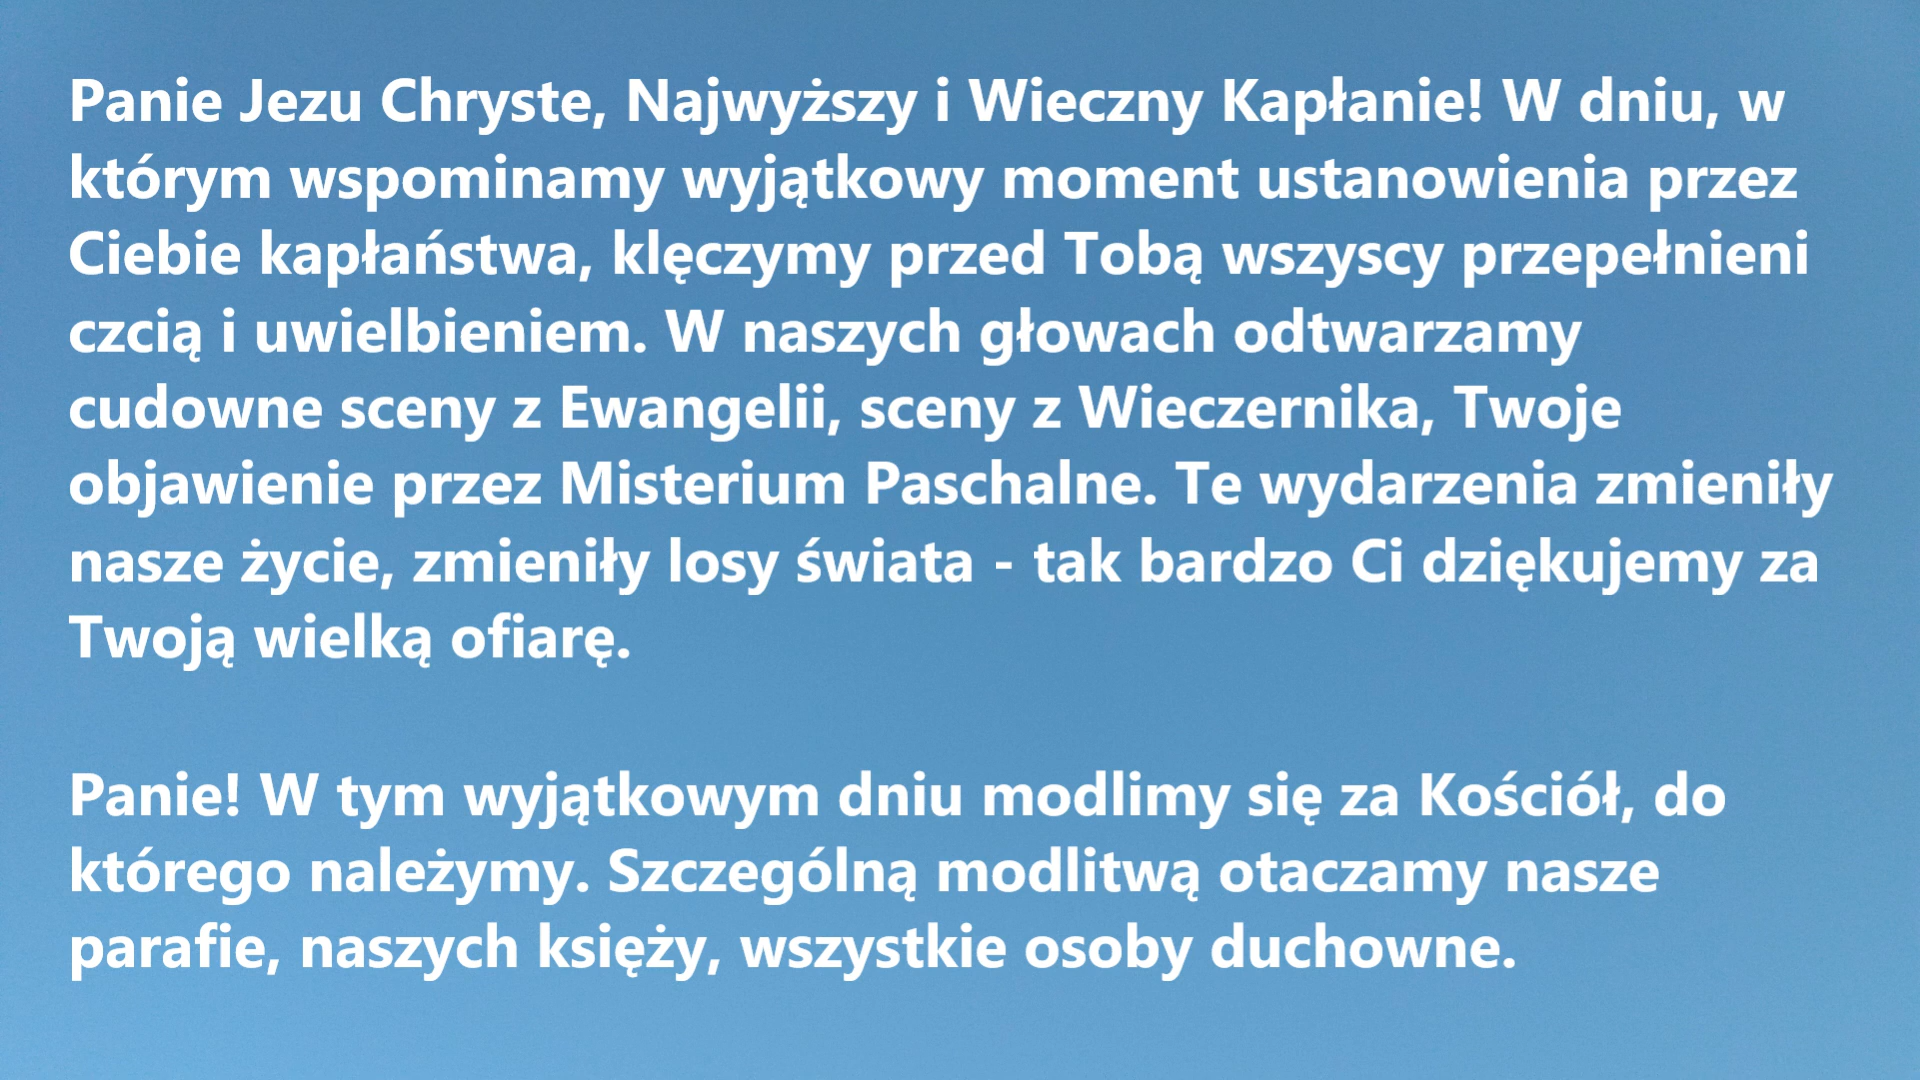 Panie Jezu Chryste, Najwyższy i Wieczny Kapłanie! W dniu, w
którym wspominamy wyjątkowy moment ustanowienia przez
Ciebie kapłaństwa, klęczymy przed Tobą wszyscy przepełnieni
czcią i uwielbieniem. W naszych głowach odtwarzamy
cudowne sceny z Ewangelii, sceny z Wieczernika, Twoje
objawienie przez Misterium Paschalne. Te wydarzenia zmieniły
nasze życie, zmieniły losy świata - tak bardzo Ci dziękujemy za
Twoją wielką ofiarę.
Panie! W tym wyjątkowym dniu modlimy się za Kościół, do
którego należymy. Szczególną modlitwą otaczamy nasze
parafie, naszych księży, wszystkie osoby duchowne.